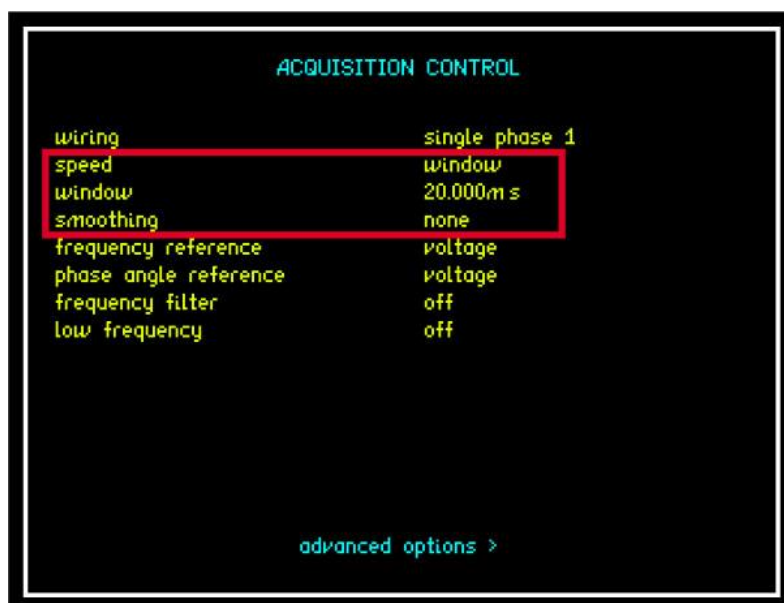 ACQUISITION CONTROL
wiring single phase 1
speed window
window 20.000ms
smoothing none
frequency reference voltage
phase angle reference voltage
frequency filter off
low frequency off
advanced options >